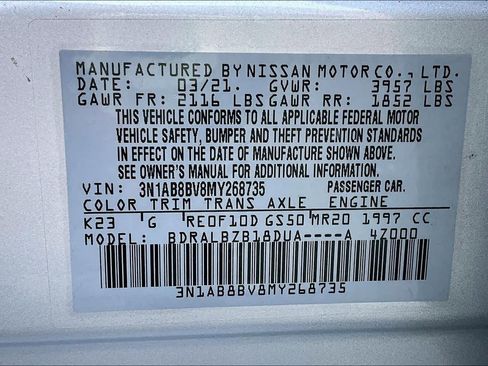 MANUFACTURED BY NISSAN MOTOR CO., LTD.
DATE: 03/21. GVWR: 3957 LBS
GAWR FR: 2116 LBS GAWR RR: 1852 LBS
THIS VEHICLE CONFORMS TO ALL APPLICABLE FEDERAL MOTOR
VEHICLE SAFETY, BUMPER AND THEFT PREVENTION STANDARDS
IN EFFECT ON THE DATE OF MANUFACTURE SHOWN ABOVE.
SEE OWNER'S MANUAL FOR ADDITIONAL INFORMATION.
VIN: 3N1AB8BV8MY268735 PASSENGER CAR.
COLOR TRIM TRANS AXLE ENGINE
K23 G RE0F10D GS50 MR20 1997 CC
MODEL: BDRALBZB18DUA----A 4Z000
3N1AB8BV8MY268735